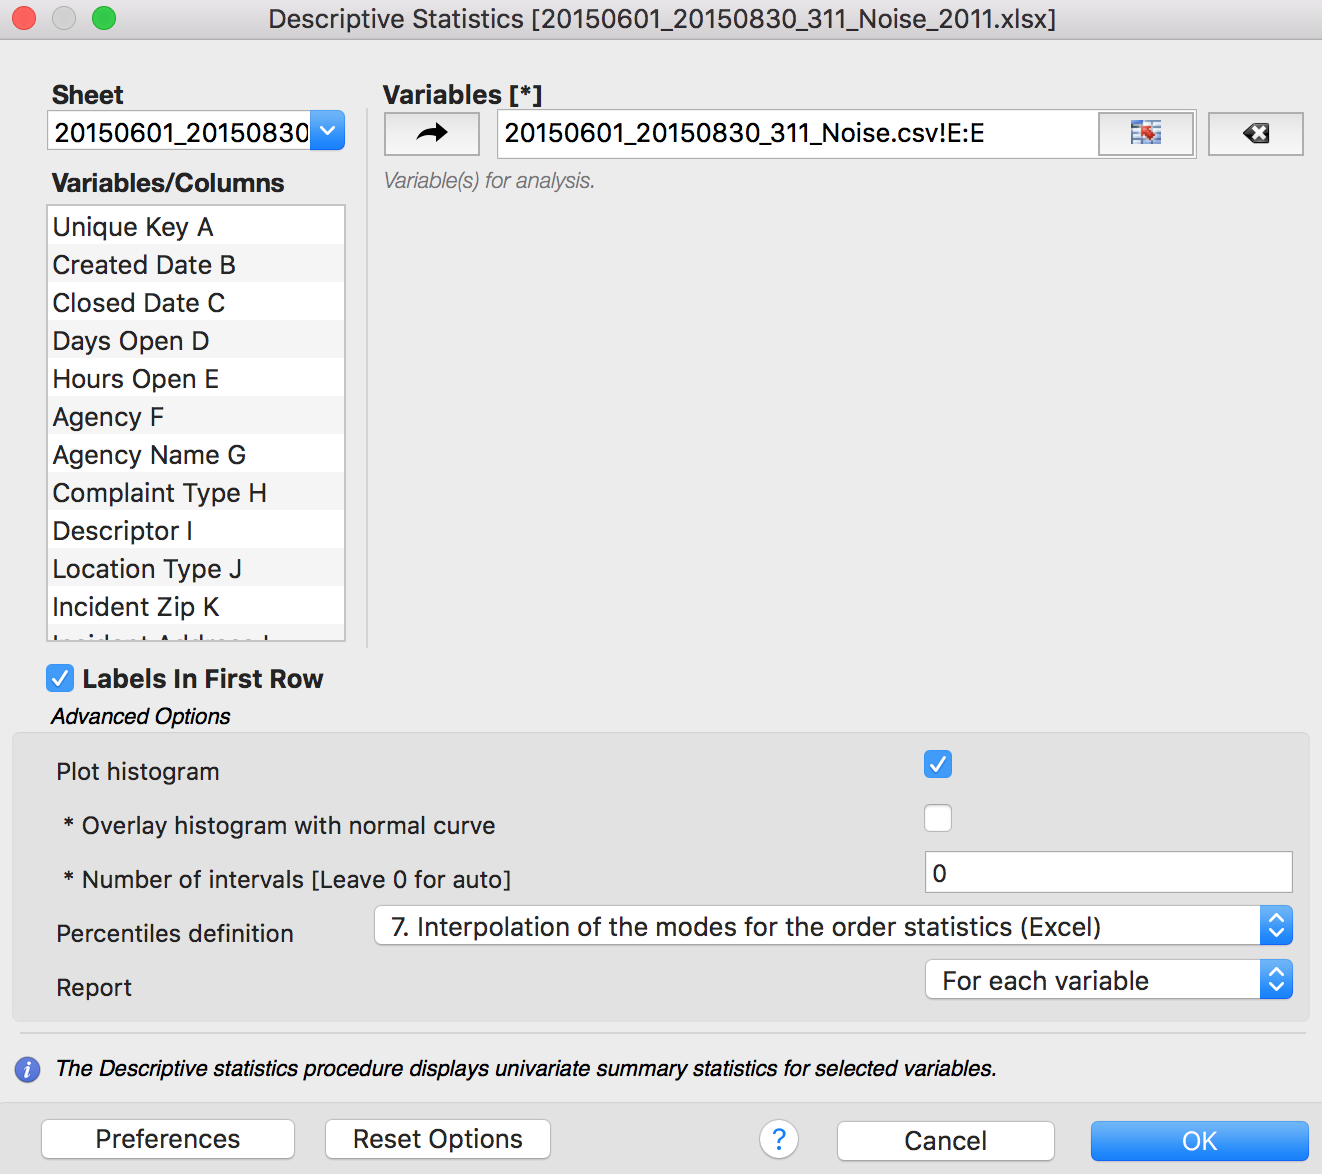 Descriptive Statistics [20150601_20150830_311_Noise_2011.xlsx]
Sheet
20150601_20150830
Variables/Columns
Unique Key A
Created Date B
Closed Date C
Days Open D
Hours Open E
Agency F
Agency Name G
Complaint Type H
Descriptor I
Location Type J
Incident Zip K
Variables [*]
20150601_20150830_311_Noise.csv!E:E
Variable(s) for analysis.
Labels In First Row
Advanced Options
Plot histogram
* Overlay histogram with normal curve
* Number of intervals [Leave 0 for auto]
0
Percentiles definition
7. Interpolation of the modes for the order statistics (Excel)
Report
For each variable
The Descriptive statistics procedure displays univariate summary statistics for selected variables.
Preferences
Reset Options
?
Cancel
OK